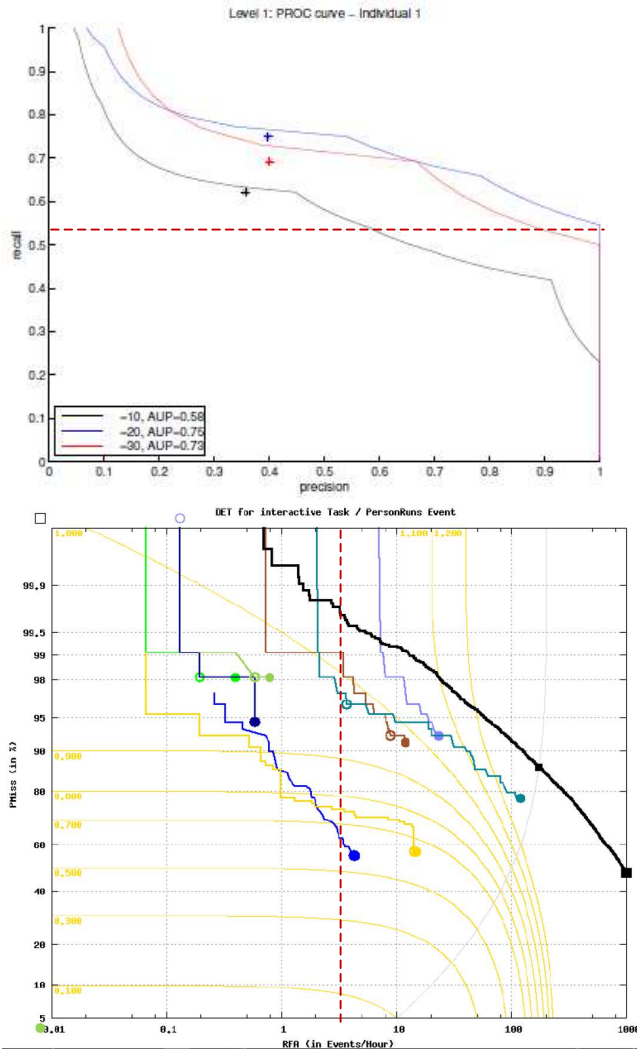 Level 1: PROC curve – Individual 1
1
0.9
0.8
0.7
0.6
0.5
0.4
0.3
0.2
0.1
0
recall
0 0.1 0.2 0.3 0.4 0.5 0.6 0.7 0.8 0.9 1
precision
−10, AUP=0.58
−20, AUP=0.75
−30, AUP=0.73
DET for interactive Task / PersonRuns Event
1,000
1,100 1,200
99.9
99.5
99
98
95
90
80
60
40
20
10
5
PMiss (in %)
0,900
0,800
0,700
0,500
0,300
0,100
0.01 0.1 1 10 100 1000
RFA (in Events/Hour)